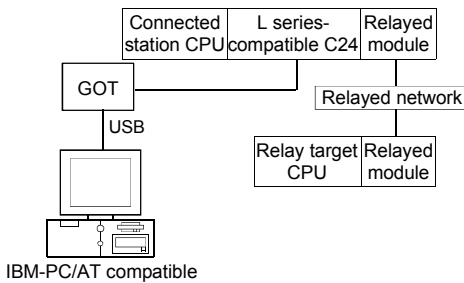 Connected
station CPU
L series-
compatible C24
Relayed
module
GOT
Relayed network
USB
Relay target
CPU
Relayed
module
IBM-PC/AT compatible